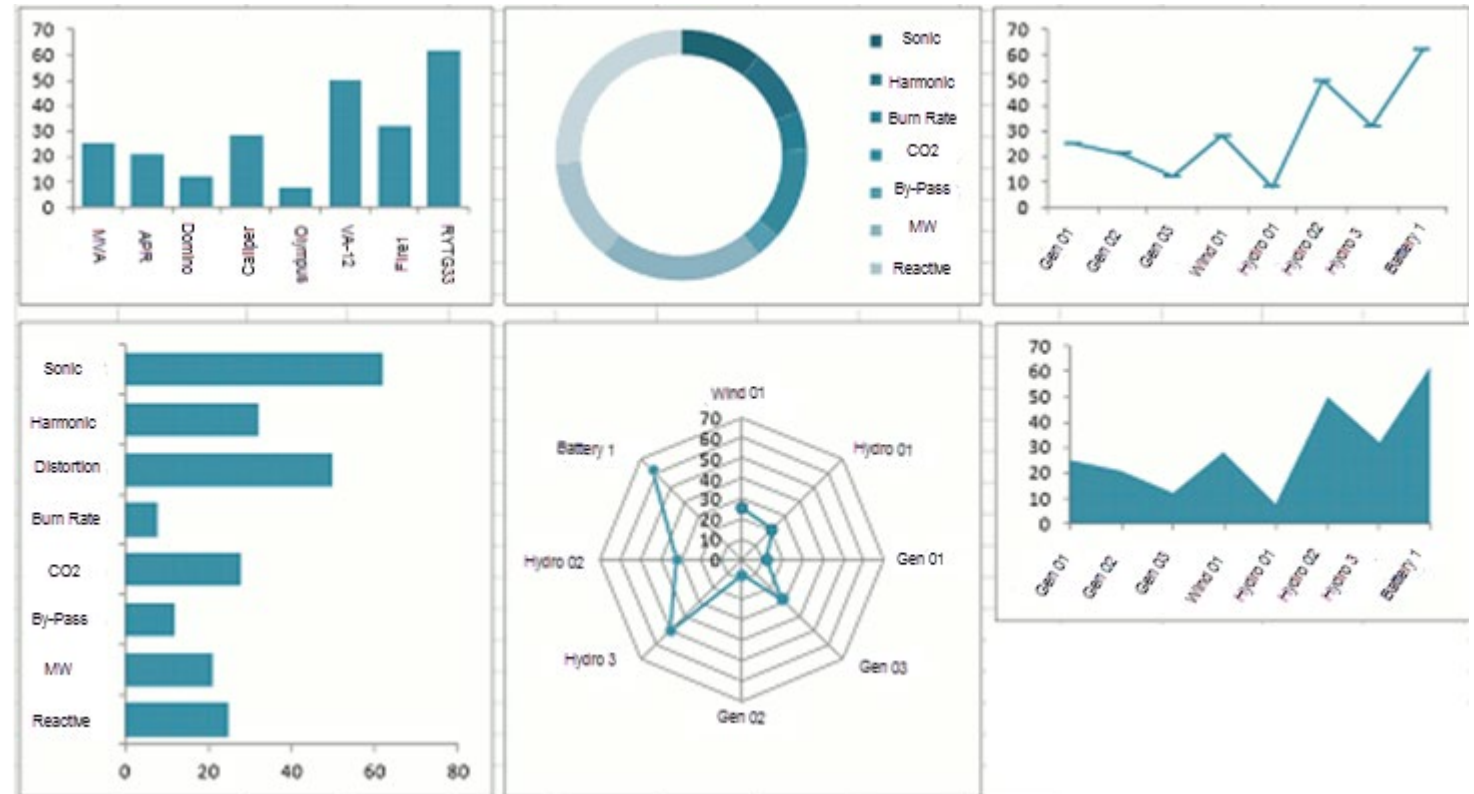 70
60
50
40
30
20
10
0
MVA
APIR
Domino
Caliper
Olympus
VA-12
RYTG33
Sonic
Harmonic
Burn Rate
CO2
By-Pass
MW
Reactive
70
60
50
40
30
20
10
0
Gen 01
Gen 02
Gen 03
Wind 01
Hydro 01
Hydro 02
Hydro 3
Battery 1
Sonic
Harmonic
Distortion
Burn Rate
CO2
By-Pass
MW
Reactive
0 20 40 60 80
Wind 01
Hydro 01
Gen 01
Gen 03
Gen 02
Hydro 3
Hydro 02
Battery 1
70
60
50
40
30
20
10
0
70
60
50
40
30
20
10
0
Gen 01
Gen 02
Gen 03
Wind 01
Hydro 01
Hydro 02
Hydro 3
Battery 1